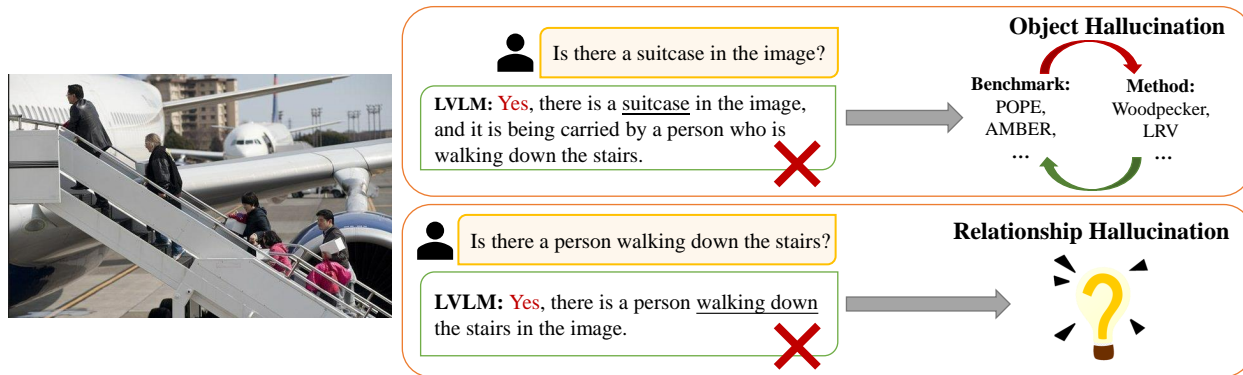 Is there a suitcase in the image?
LVLM: Yes, there is a suitcase in the image,
and it is being carried by a person who is
walking down the stairs.
Object Hallucination
Benchmark:
POPE,
AMBER,
...
Method:
Woodpecker,
LRV
...
Is there a person walking down the stairs?
LVLM: Yes, there is a person walking down
the stairs in the image.
Relationship Hallucination
?